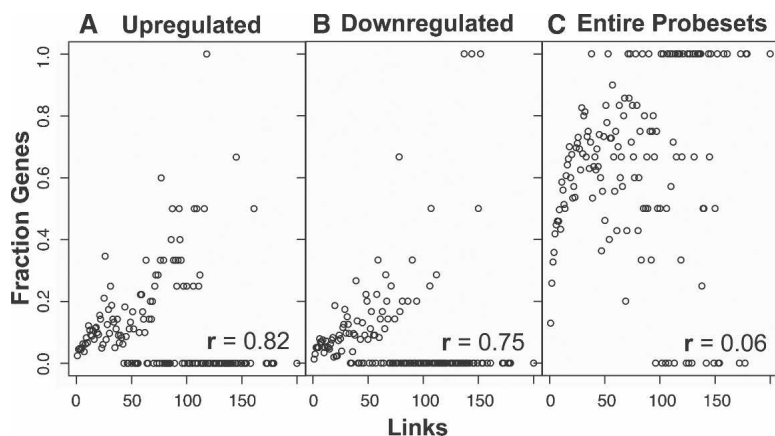 A Upregulated B Downregulated C Entire Probesets
Fraction Genes
1.0
0.8
0.6
0.4
0.2
0.0
r = 0.82 r = 0.75 r = 0.06
0 50 100 150 0 50 100 150 0 50 100 150
Links